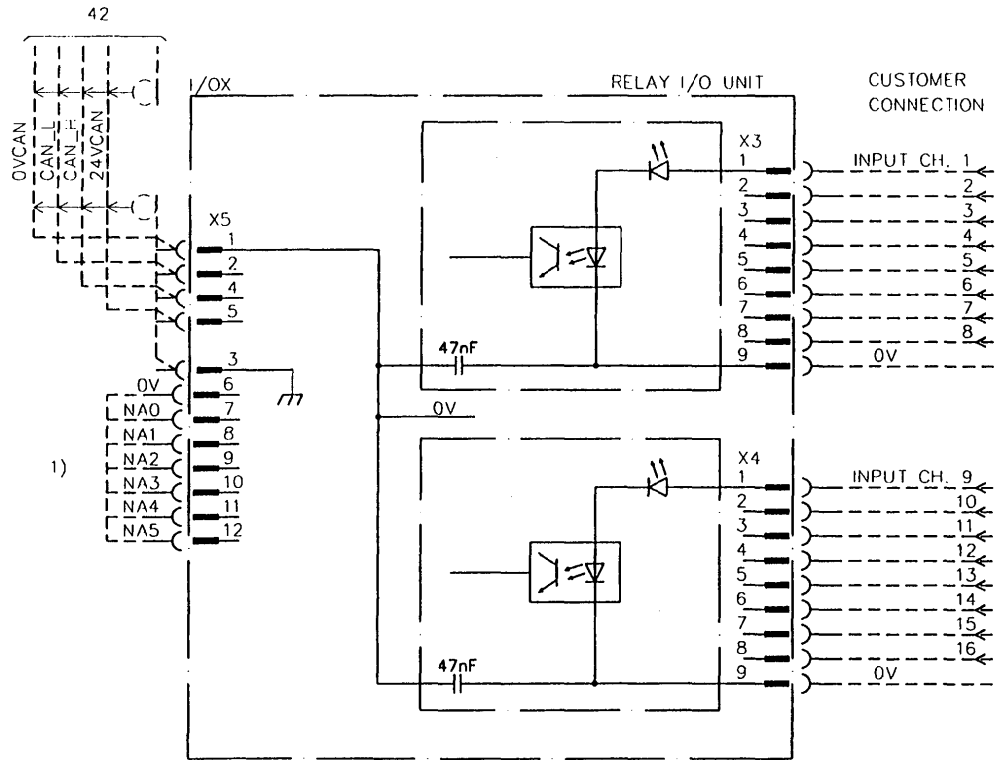 42
I/OX
RELAY I/O UNIT
CUSTOMER
CONNECTION
0VCAN
CAN_L
CAN_H
24VCAN
X5
1
2
4
5
3
6
7
8
9
10
11
12
0V
NA0
NA1
NA2
NA3
NA4
NA5
1)
47nF
0V
X3
1
2
3
4
5
6
7
8
9
INPUT CH. 1
2
3
4
5
6
7
8
0V
47nF
X4
1
2
3
4
5
6
7
8
9
INPUT CH. 9
10
11
12
13
14
15
16
0V